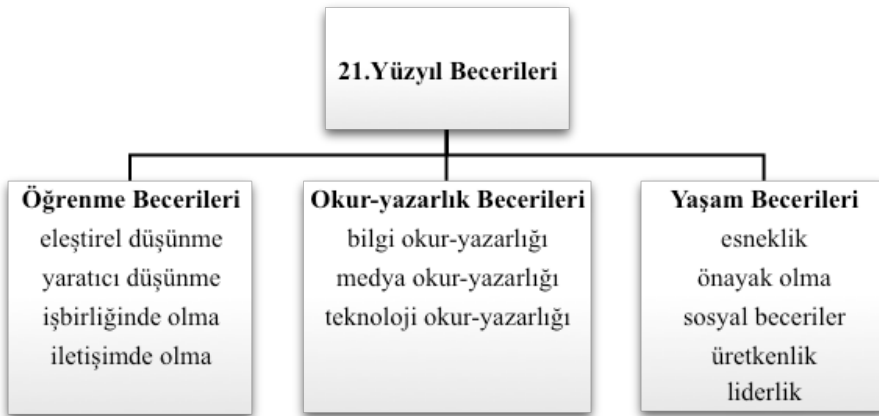 21.Yüzyıl Becerileri
Öğrenme Becerileri
eleştirel düşünme
yaratıcı düşünme
işbirliğinde olma
iletişimde olma
Okur-yazarlık Becerileri
bilgi okur-yazarlığı
medya okur-yazarlığı
teknoloji okur-yazarlığı
Yaşam Becerileri
esneklik
önayak olma
sosyal beceriler
üretkenlik
liderlik